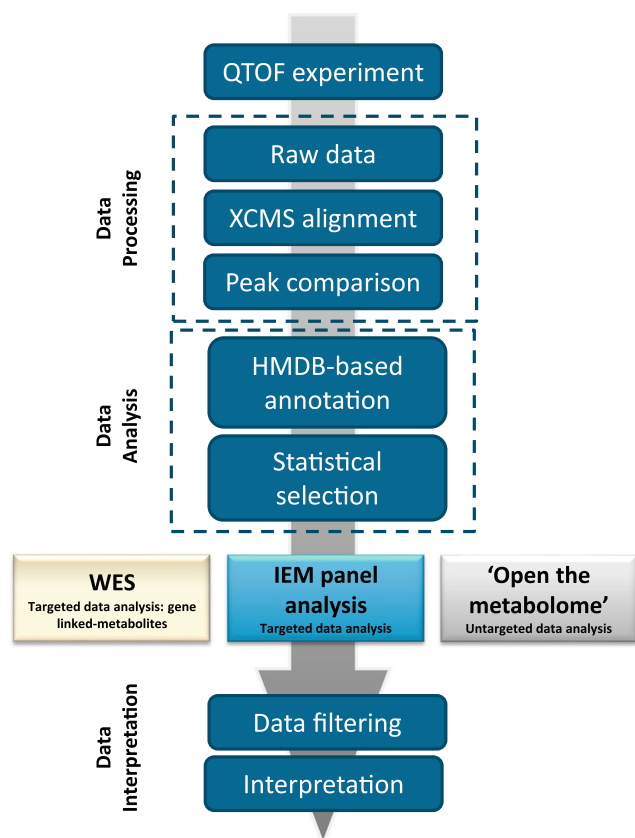 QTOF experiment
Data
Processing
Raw data
XCMS alignment
Peak comparison
Data
Analysis
HMDB-based
annotation
Statistical
selection
WES
Targeted data analysis: gene
linked-metabolites
IEM panel
analysis
Targeted data analysis
‘Open the
metabolome’
Untargeted data analysis
Data
Interpretation
Data filtering
Interpretation